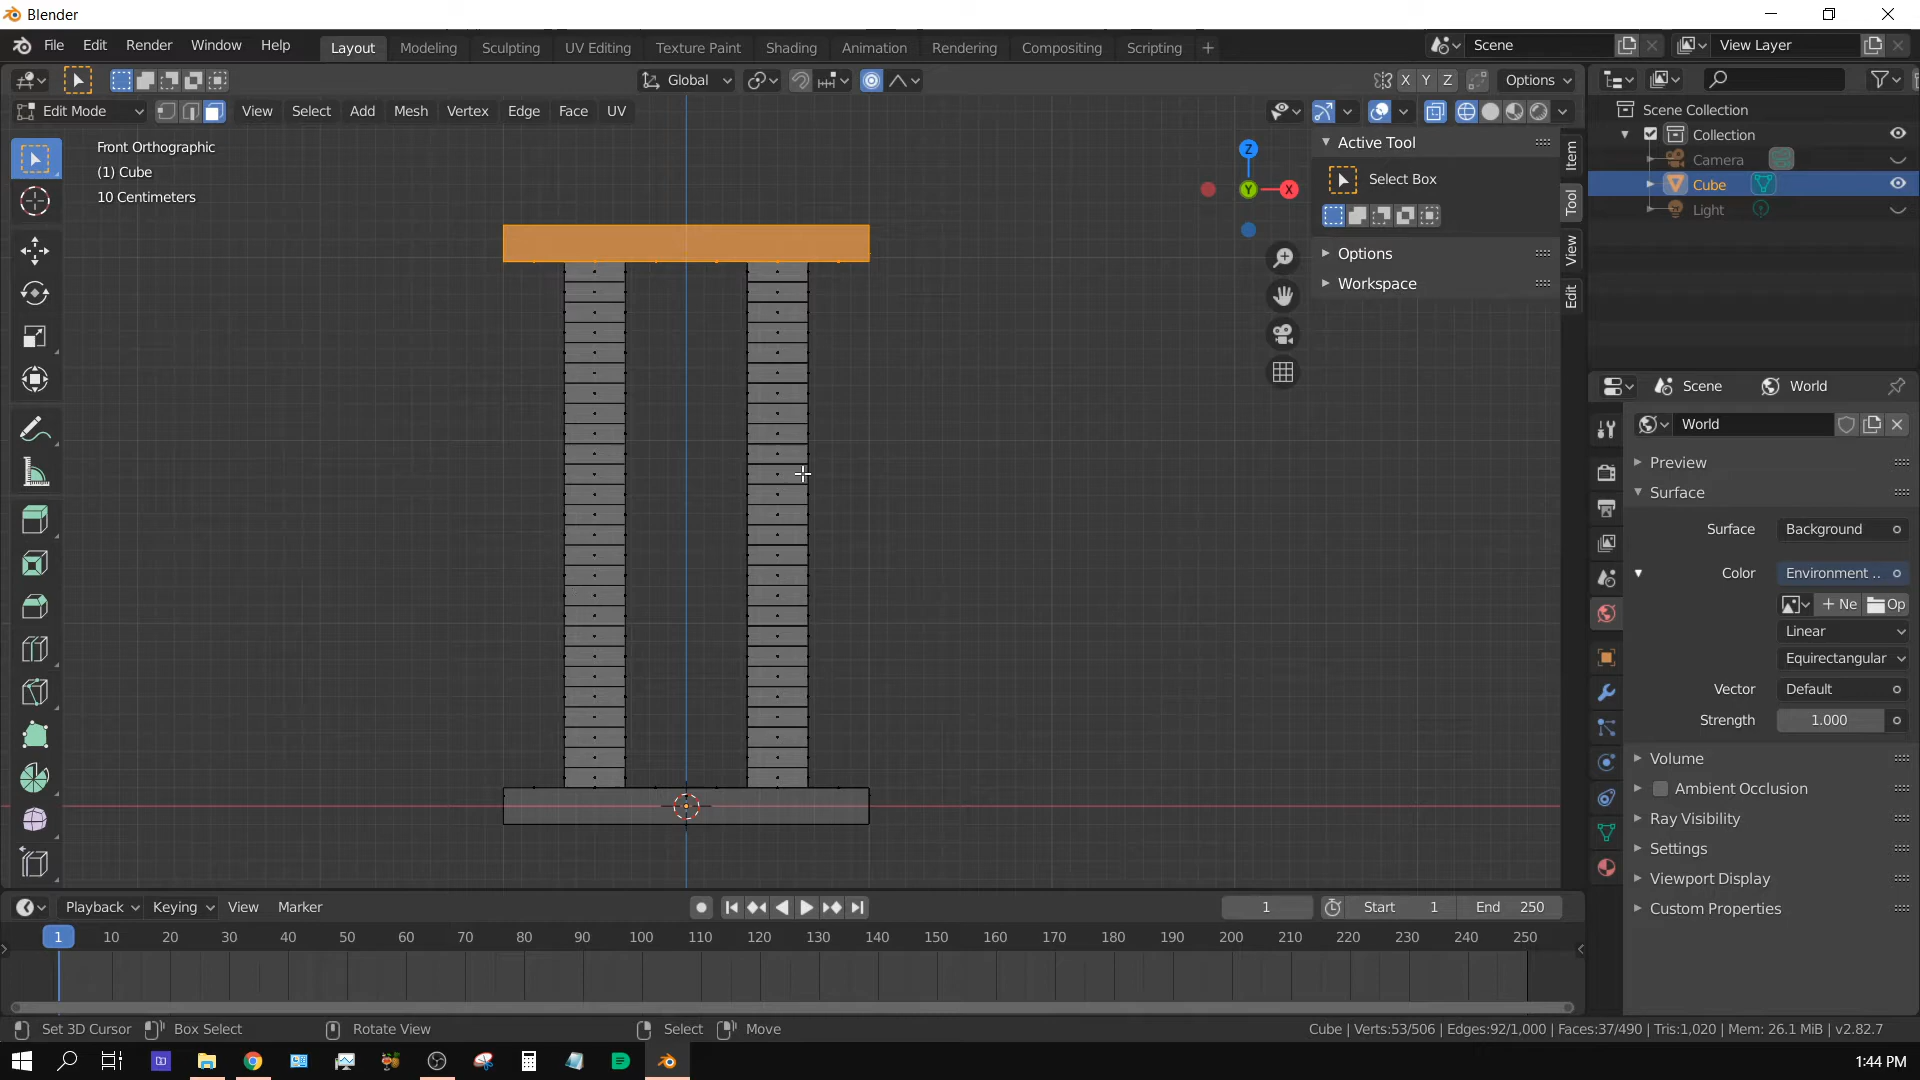 Blender
File Edit Render Window Help Layout Modeling Sculpting UV Editing Texture Paint Shading Animation Rendering Compositing Scripting + Scene View Layer
Global X Y Z Options
Edit Mode View Select Add Mesh Vertex Edge Face UV
Front Orthographic
(1) Cube
10 Centimeters
Z
Y
X
Active Tool
Select Box
Options
Workspace
Item
Tool
View
Edit
Scene Collection
Collection
Camera
Cube
Light
Scene World
World
Preview
Surface
Surface Background
Color Environment ..
+ Ne Op
Linear
Equirectangular
Vector Default
Strength 1.000
Volume
Ambient Occlusion
Ray Visibility
Settings
Viewport Display
Custom Properties
Playback Keying View Marker 1 Start 1 End 250
1 10 20 30 40 50 60 70 80 90 100 110 120 130 140 150 160 170 180 190 200 210 220 230 240 250
Set 3D Cursor Box Select Rotate View Select Move Cube | Verts:53/506 | Edges:92/1,000 | Faces:37/490 | Tris:1,020 | Mem: 26.1 MiB | v2.82.7
1:44 PM